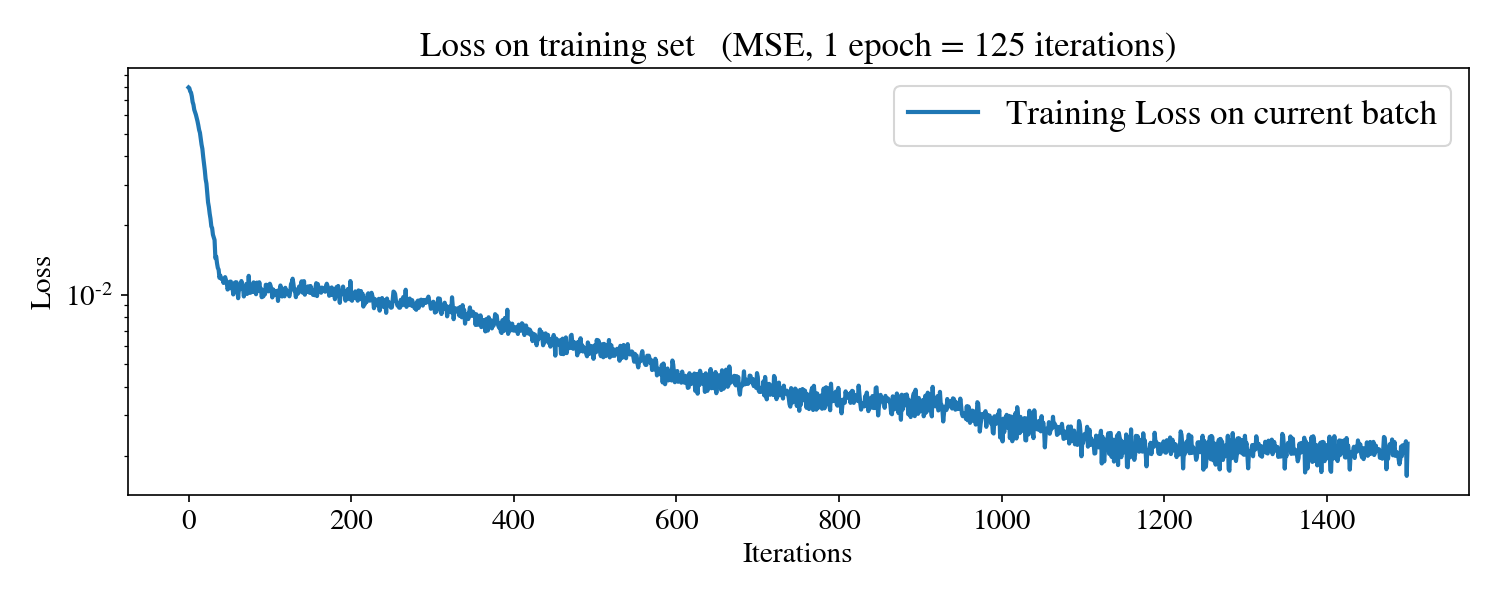 Loss on training set (MSE, 1 epoch = 125 iterations)
Training Loss on current batch
Loss
10⁻²
0 200 400 600 800 1000 1200 1400
Iterations